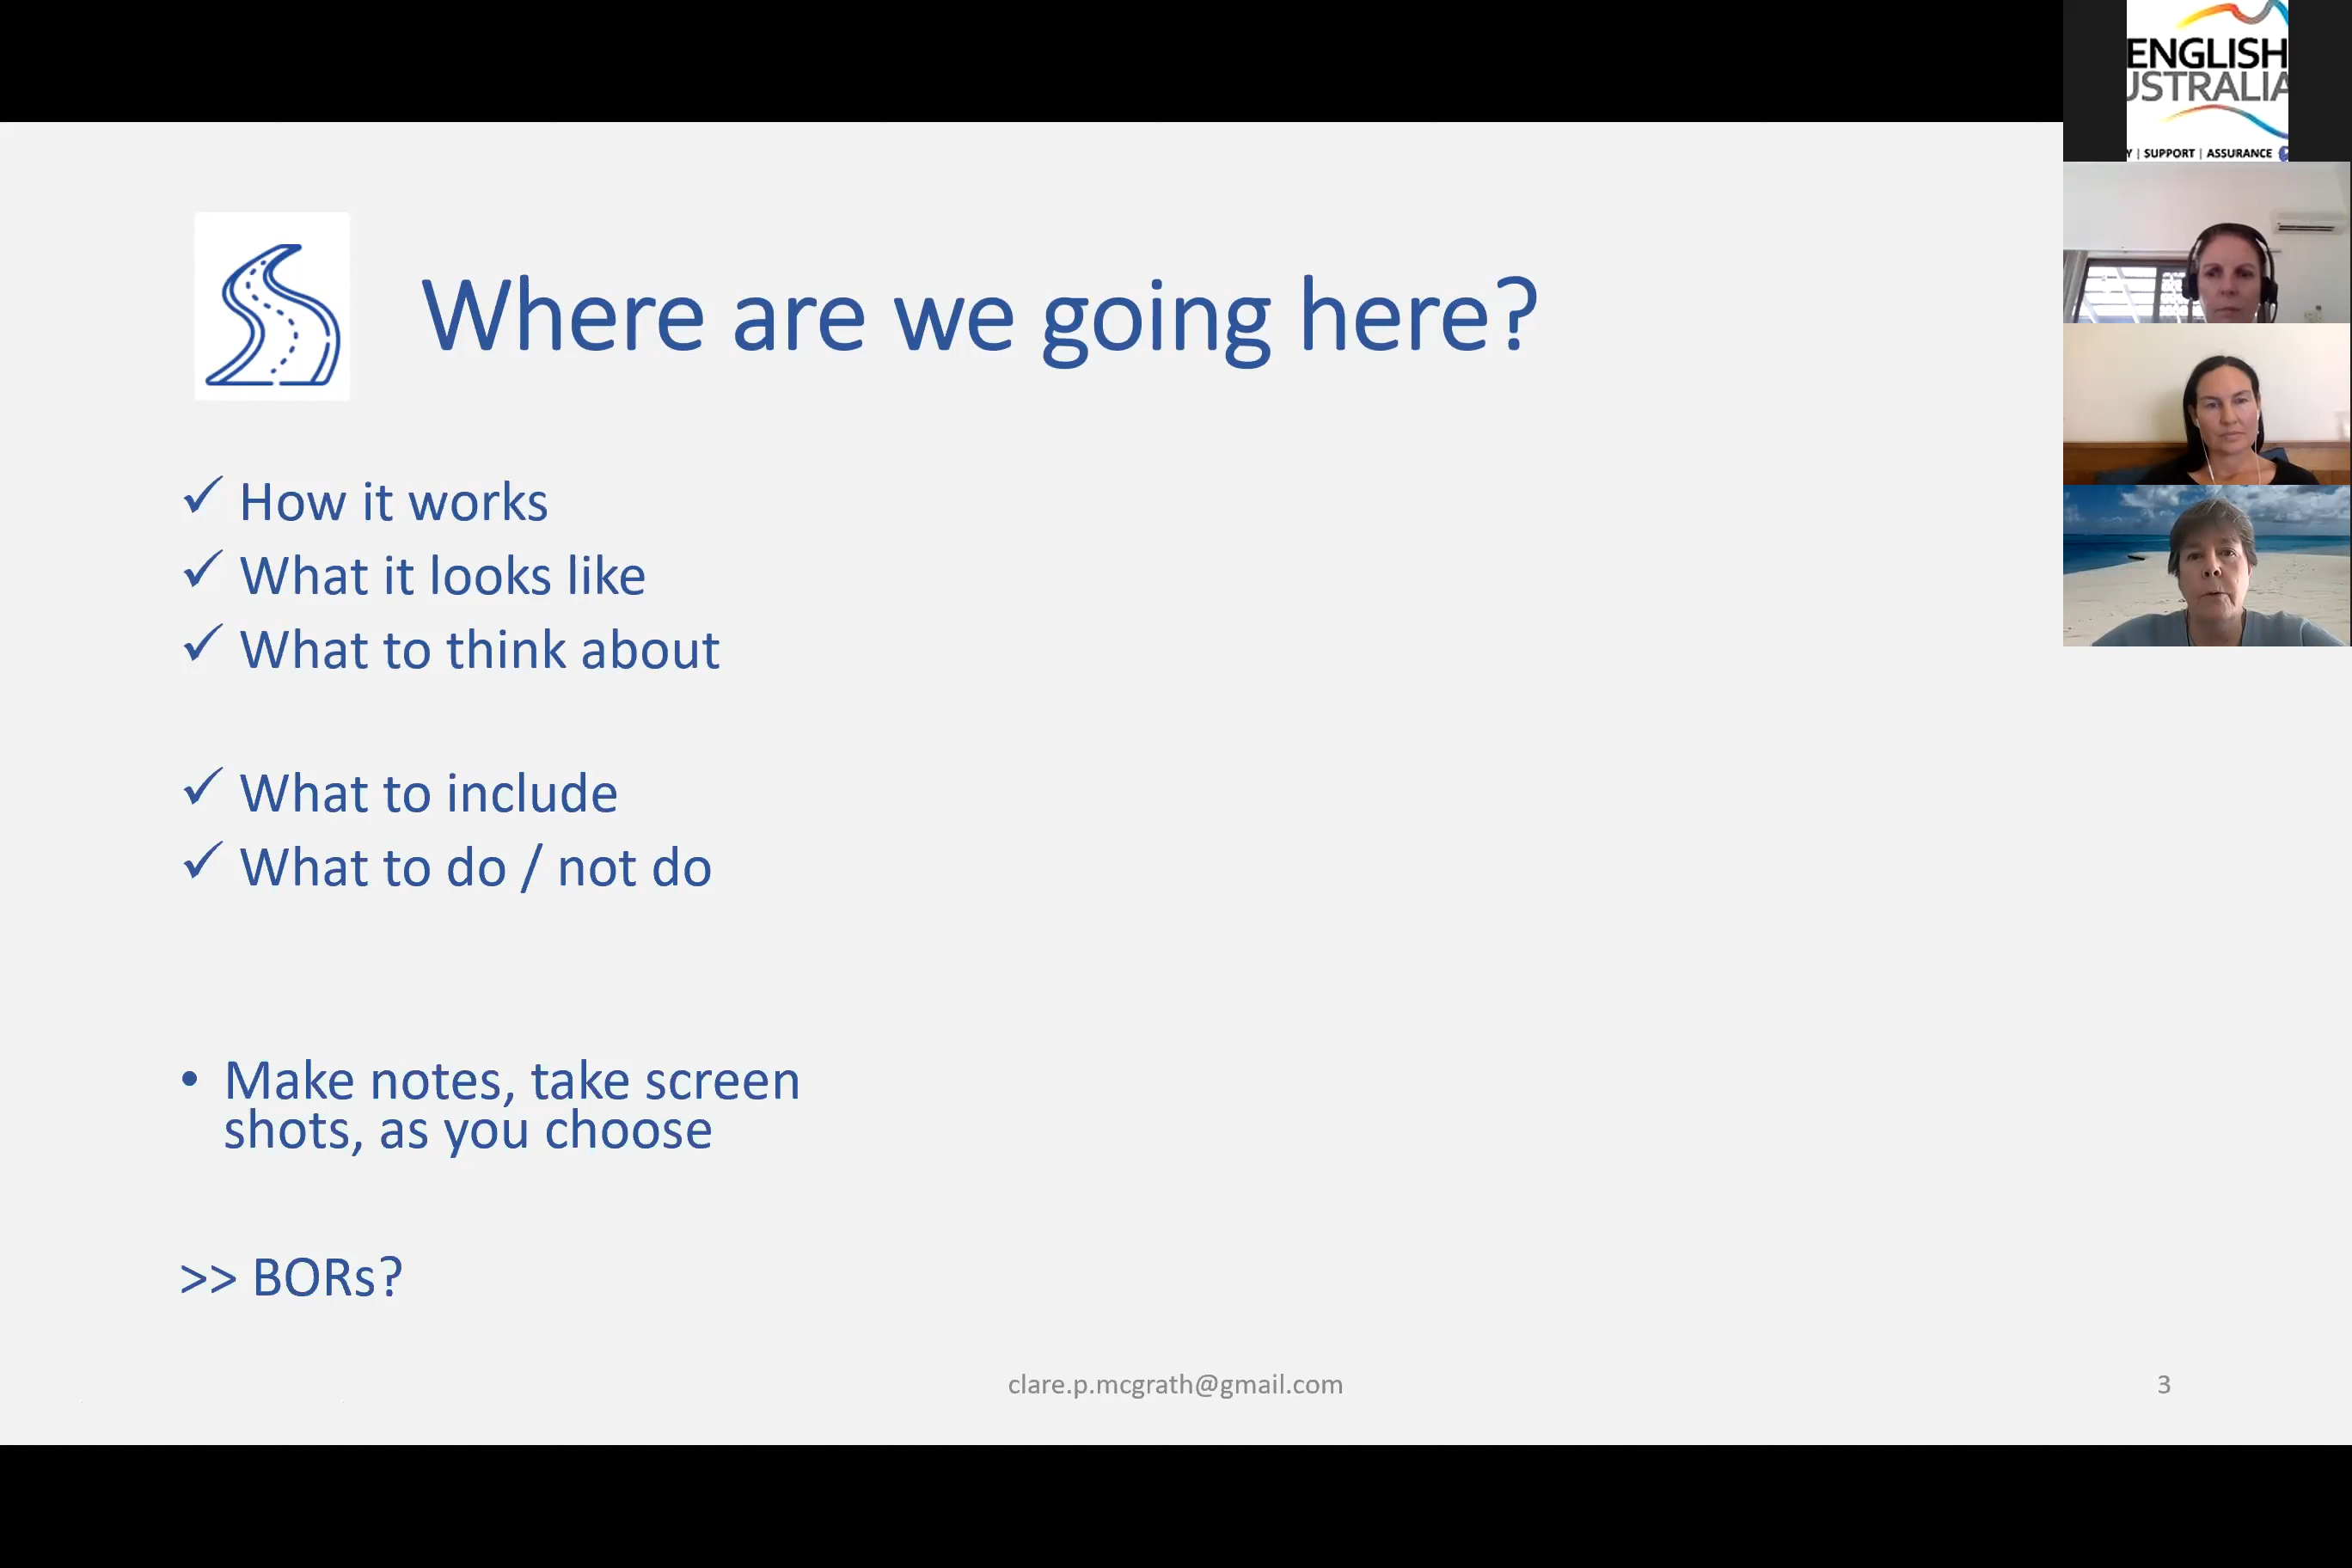 ENGLISH
USTRALIA
Y | SUPPORT | ASSURANCE
Where are we going here?
✓ How it works
✓ What it looks like
✓ What to think about
✓ What to include
✓ What to do / not do
• Make notes, take screen
shots, as you choose
>> BORs?
clare.p.mcgrath@gmail.com
3